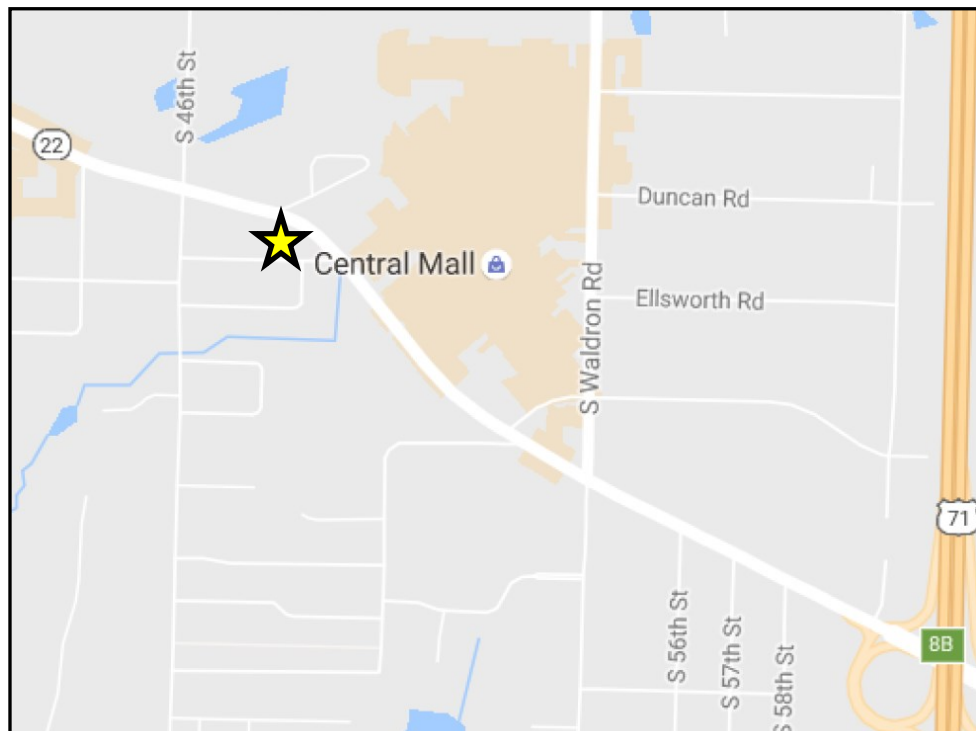 S 46th St
22
Duncan Rd
Central Mall
S Waldron Rd
Ellsworth Rd
71
S 56th St
S 57th St
S 58th St
8B